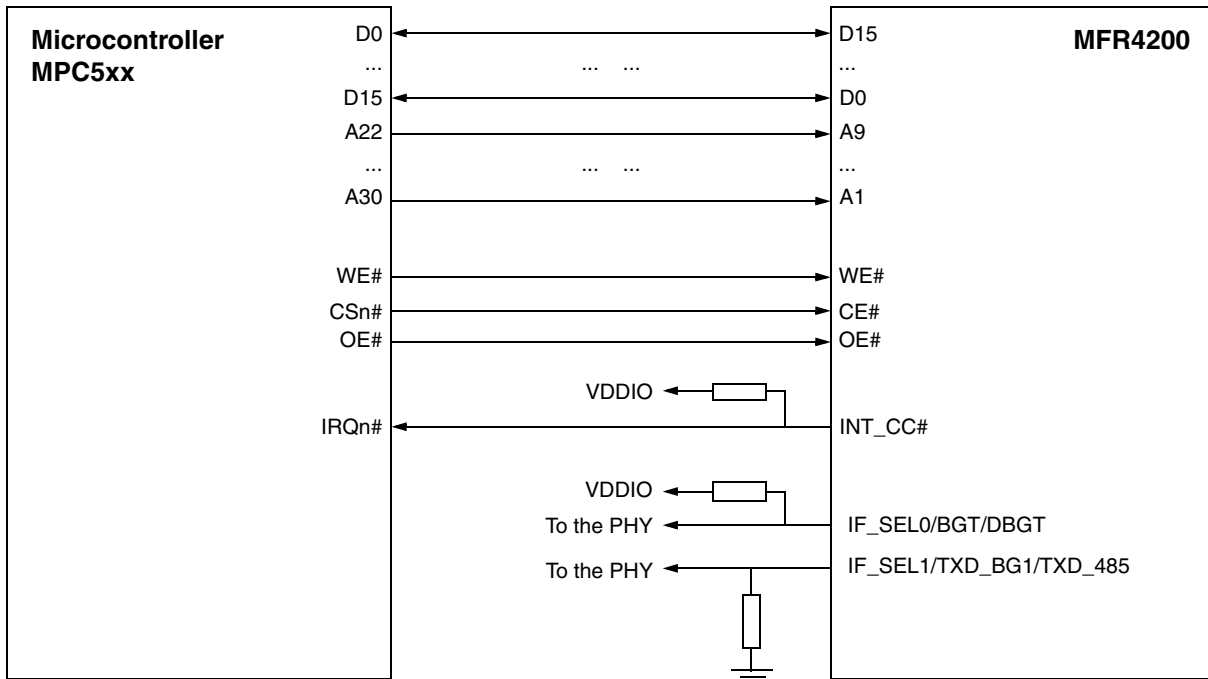 Microcontroller
MPC5xx
MFR4200
D0 D15
... ... ... ...
D15 D0
A22 A9
... ... ... ...
A30 A1
WE# WE#
CSn# CE#
OE# OE#
VDDIO
IRQn# INT_CC#
VDDIO
To the PHY IF_SEL0/BGT/DBGT
To the PHY IF_SEL1/TXD_BG1/TXD_485